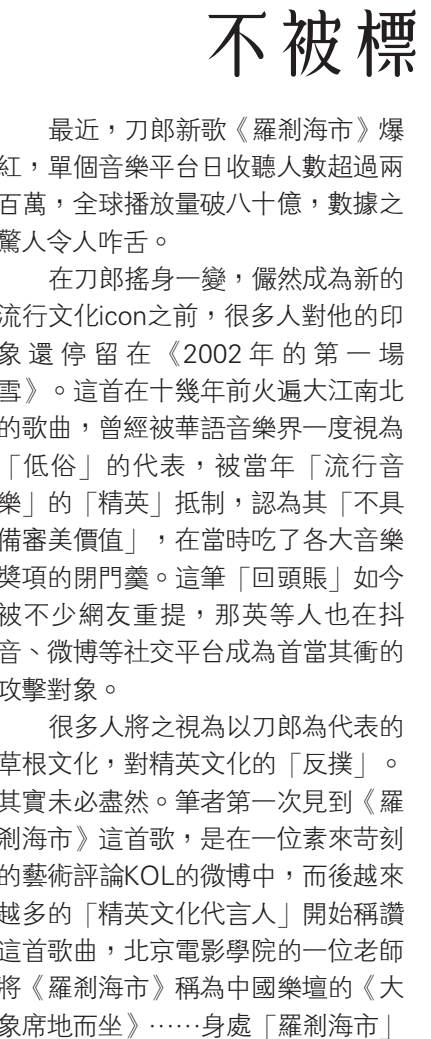 不被標
最近，刀郎新歌《羅剎海市》爆
紅，單個音樂平台日收聽人數超過兩
百萬，全球播放量破八十億，數據之
驚人令人咋舌。
在刀郎搖身一變，儼然成為新的
流行文化icon之前，很多人對他的印
象還停留在《2002年的第一場
雪》。這首在十幾年前火遍大江南北
的歌曲，曾經被華語音樂界一度視為
「低俗」的代表，被當年「流行音
樂」的「精英」抵制，認為其「不具
備審美價值」，在當時吃了各大音樂
獎項的閉門羹。這筆「回頭賬」如今
被不少網友重提，那英等人也在抖
音、微博等社交平台成為首當其衝的
攻擊對象。
很多人將之視為以刀郎為代表的
草根文化，對精英文化的「反撲」。
其實未必盡然。筆者第一次見到《羅
剎海市》這首歌，是在一位素來苛刻
的藝術評論KOL的微博中，而後越來
越多的「精英文化代言人」開始稱讚
這首歌曲，北京電影學院的一位老師
將《羅剎海市》稱為中國樂壇的《大
象席地而坐》……身處「羅剎海市」